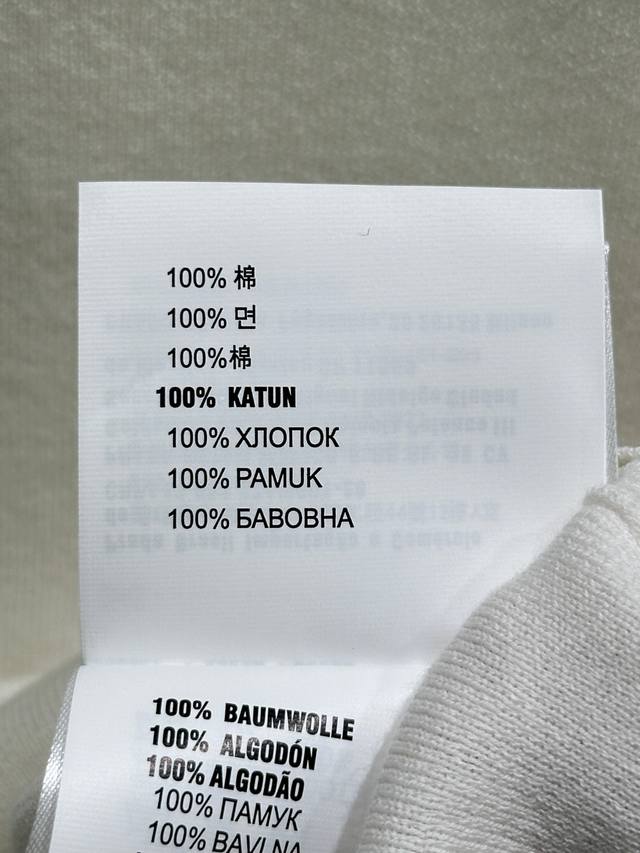 100% 棉
100% 면
100%棉
100% KATUN
100% ХЛОПОК
100% PAMUK
100% БАВОВНА
100% BAUMWOLLE
100% ALGODÓN
100% ALGODÃO
100% ПАМУК
100% BAVLNA